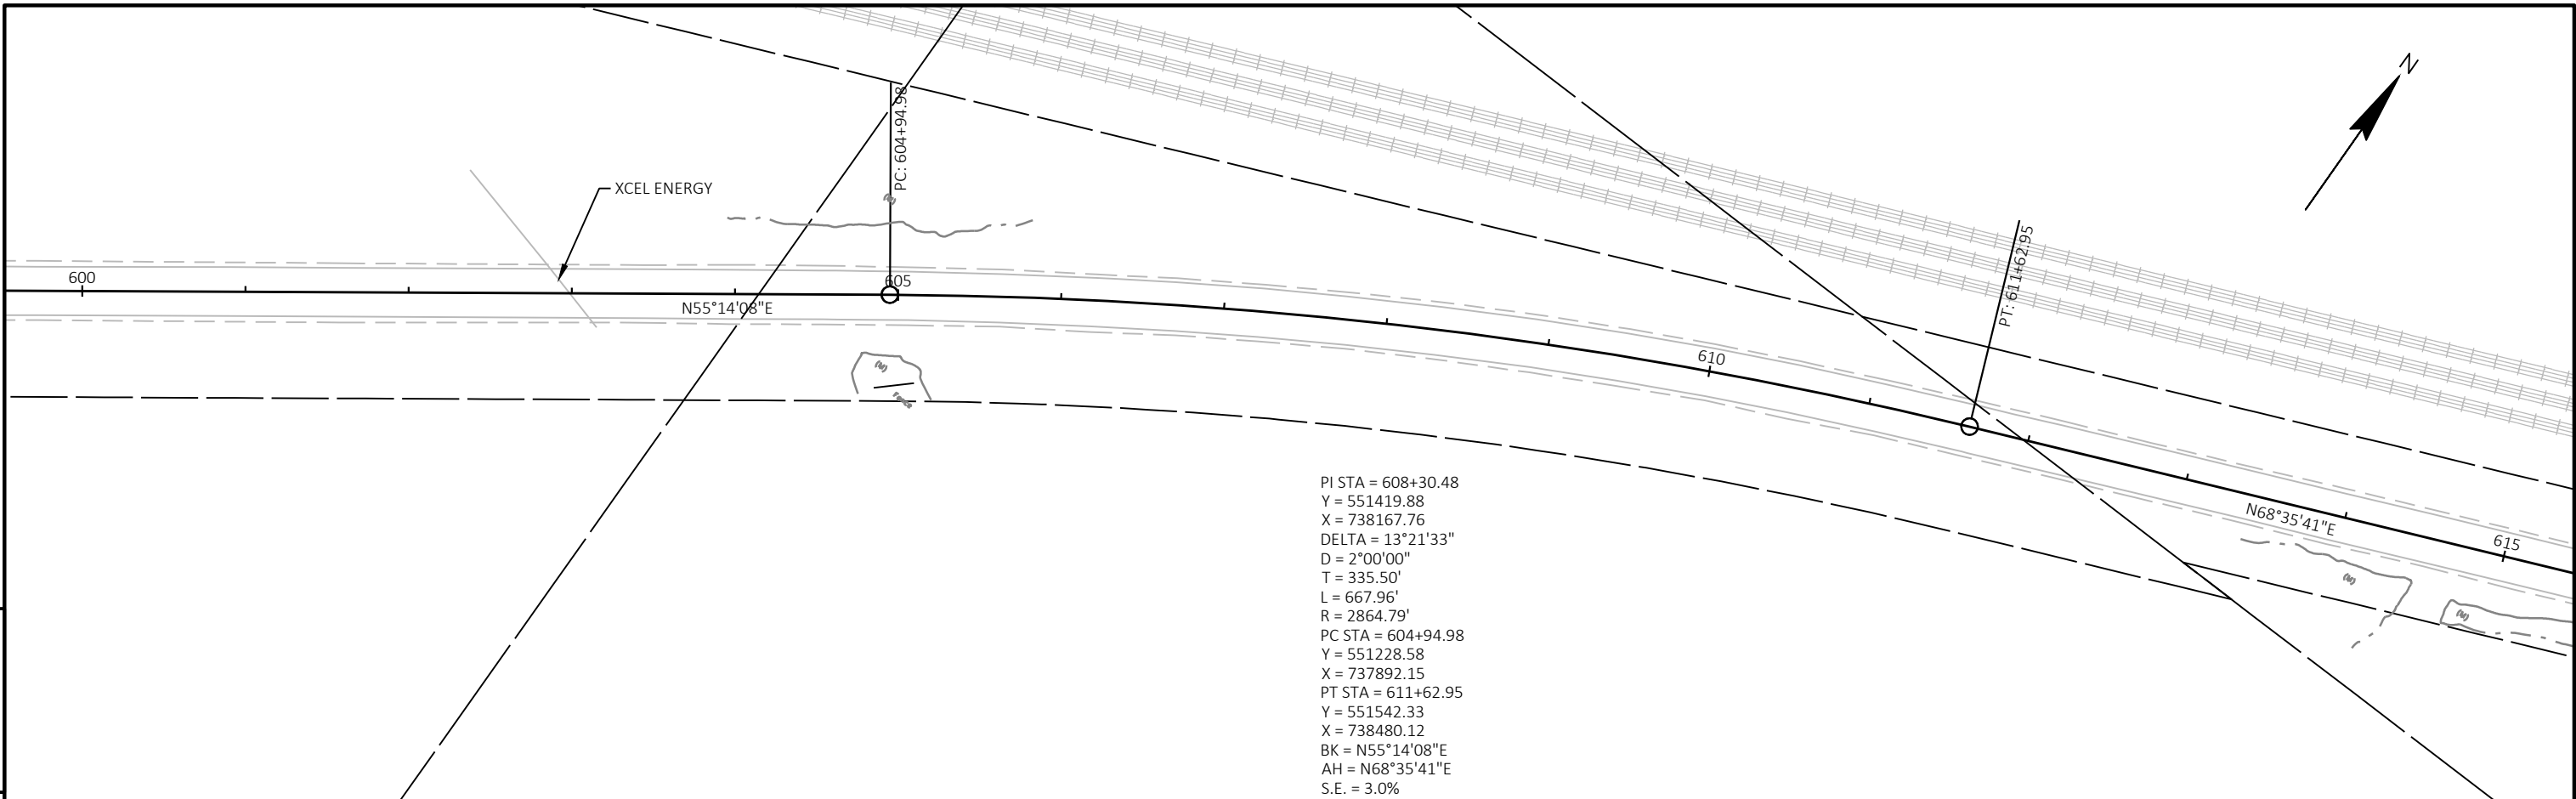 N
PC: 604+94.98
XCEL ENERGY
PT: 611+62.95
600
605
N55°14'08"E
610
N68°35'41"E
615
PI STA = 608+30.48
Y = 551419.88
X = 738167.76
DELTA = 13°21'33"
D = 2°00'00"
T = 335.50'
L = 667.96'
R = 2864.79'
PC STA = 604+94.98
Y = 551228.58
X = 737892.15
PT STA = 611+62.95
Y = 551542.33
X = 738480.12
BK = N55°14'08"E
AH = N68°35'41"E
S.E. = 3.0%